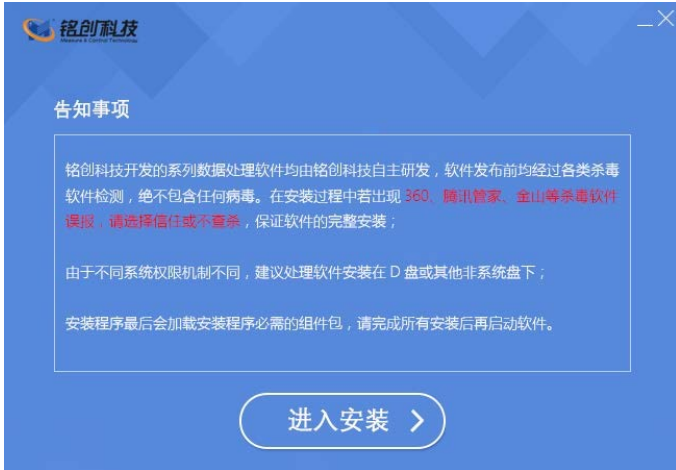 铭创科技
Measure & Control Technology
告知事项
铭创科技开发的系列数据处理软件均由铭创科技自主研发，软件发布前均经过各类杀毒
软件检测，绝不包含任何病毒。在安装过程中若出现 360、腾讯管家、金山等杀毒软件
误报，请选择信任或不查杀，保证软件的完整安装；
由于不同系统权限机制不同，建议处理软件安装在 D 盘或其他非系统盘下；
安装程序最后会加载安装程序必需的组件包，请完成所有安装后再启动软件。
进入安装